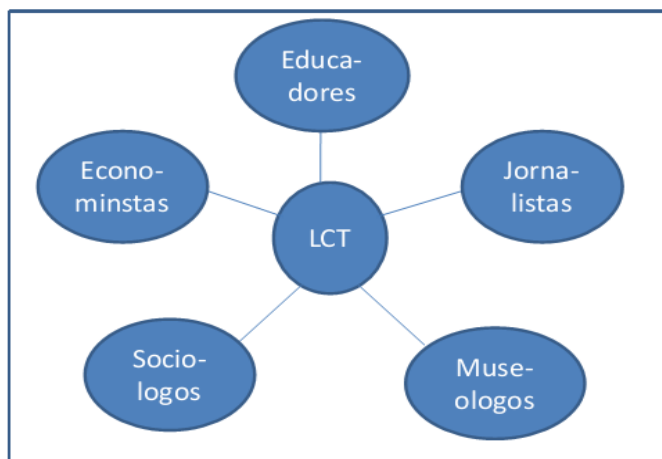 Educa-
dores
Econo-
minstas
Jorna-
listas
LCT
Socio-
logos
Muse-
ologos